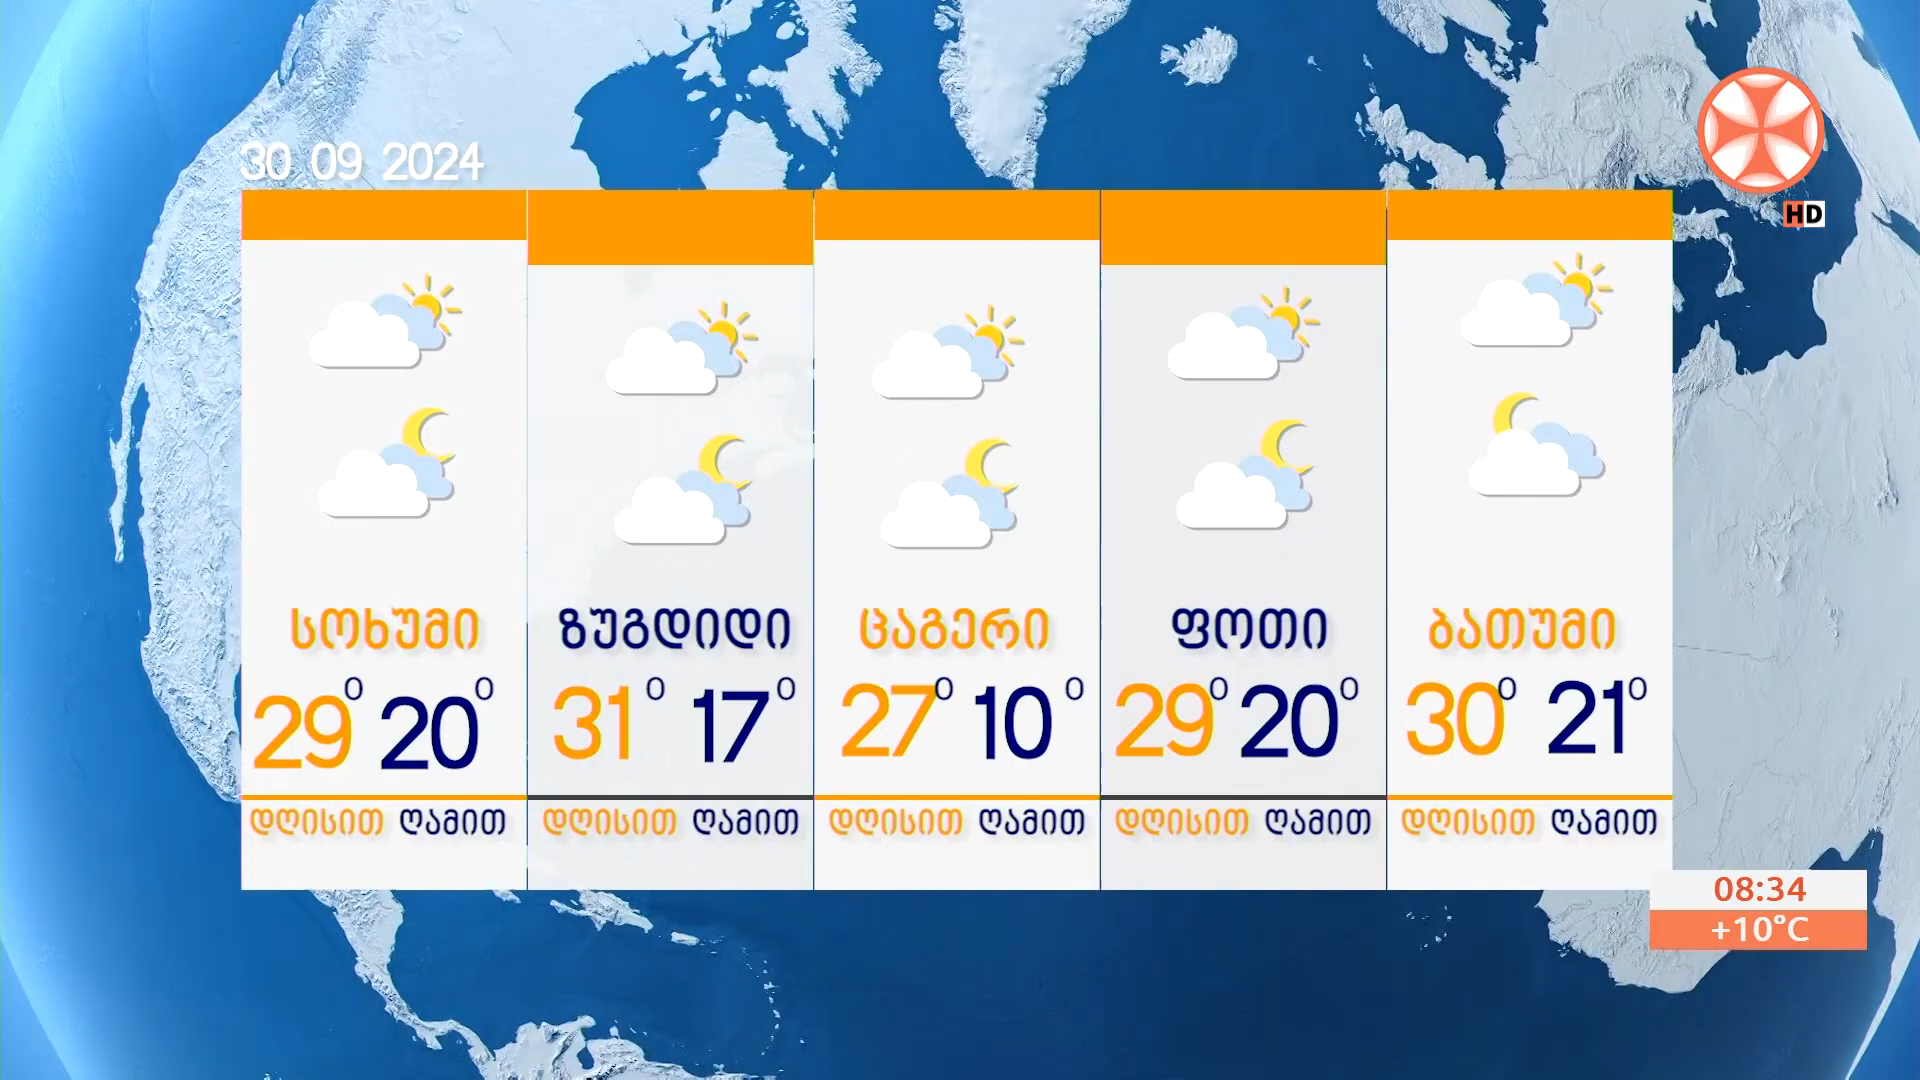 30 09 2024
HD
სოხუმი
29° 20°
დღისით ღამით
ზუგდიდი
31° 17°
დღისით ღამით
ცაგერი
27° 10°
დღისით ღამით
ფოთი
29° 20°
დღისით ღამით
ბათუმი
30° 21°
დღისით ღამით
08:34
+10°C